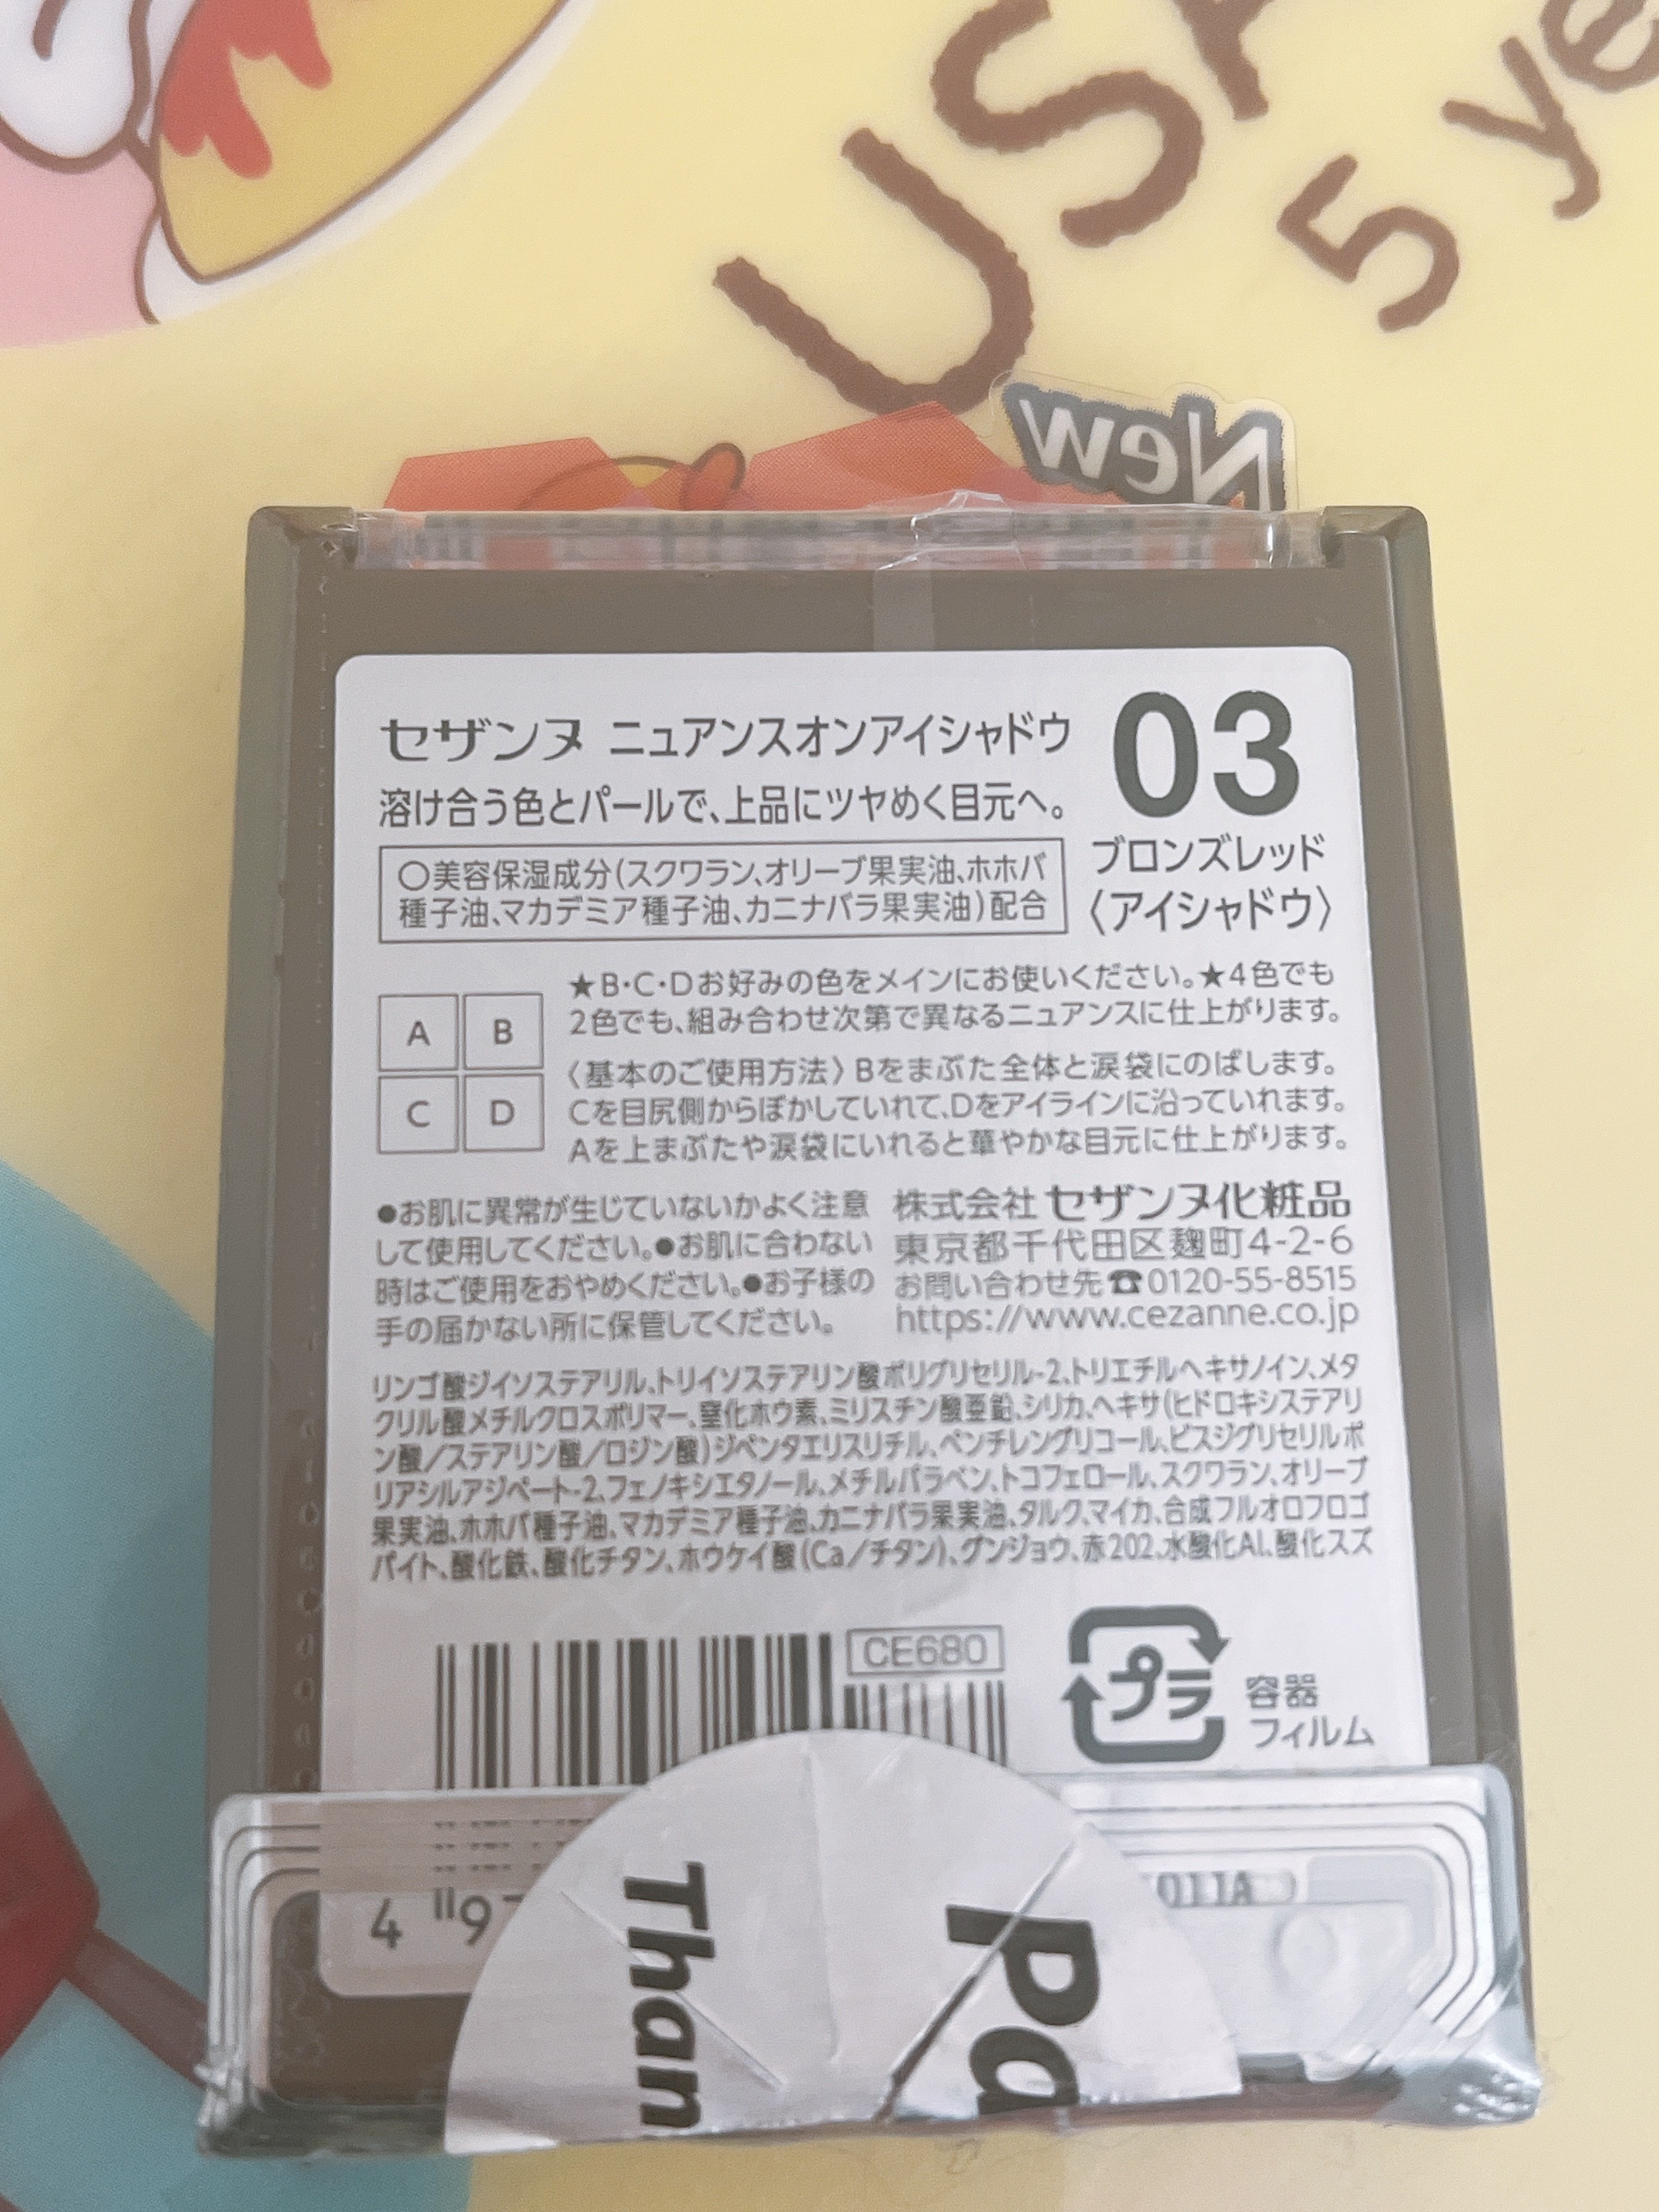 USA
5 ye
New
セザンヌ ニュアンスオンアイシャドウ
溶け合う色とパールで、上品にツヤめく目元へ。
○美容保湿成分(スクワラン、オリーブ果実油、ホホバ
種子油、マカデミア種子油、カニナバラ果実油)配合
03
ブロンズレッド
〈アイシャドウ〉
A B
C D
★B・C・Dお好みの色をメインにお使いください。★4色でも
2色でも、組み合わせ次第で異なるニュアンスに仕上がります。
〈基本のご使用方法〉Bをまぶた全体と涙袋にのばします。
Cを目尻側からぼかしていれて、Dをアイラインに沿っていれます。
Aを上まぶたや涙袋にいれると華やかな目元に仕上がります。
●お肌に異常が生じていないかよく注意
して使用してください。●お肌に合わない
時はご使用をおやめください。●お子様の
手の届かない所に保管してください。
株式会社 セザンヌ化粧品
東京都千代田区麹町4-2-6
お問い合わせ先☎0120-55-8515
https://www.cezanne.co.jp
リンゴ酸ジイソステアリル、トリイソステアリン酸ポリグリセリル-2、トリエチルヘキサノイン、メタ
クリル酸メチルクロスポリマー、窒化ホウ素、ミリスチン酸亜鉛、シリカ、ヘキサ(ヒドロキシステアリ
ン酸/ステアリン酸/ロジン酸)ジペンタエリスリチル、ペンチレングリコール、ビスジグリセリルポ
リアシルアジペート-2、フェノキシエタノール、メチルパラベン、トコフェロール、スクワラン、オリーブ
果実油、ホホバ種子油、マカデミア種子油、カニナバラ果実油、タルク、マイカ、合成フルオロフロゴ
パイト、酸化鉄、酸化チタン、ホウケイ酸(Ca/チタン)、グンジョウ、赤202、水酸化Al、酸化スズ
CE680
プラ
容器
フィルム
4 97
011A
Than
Pa